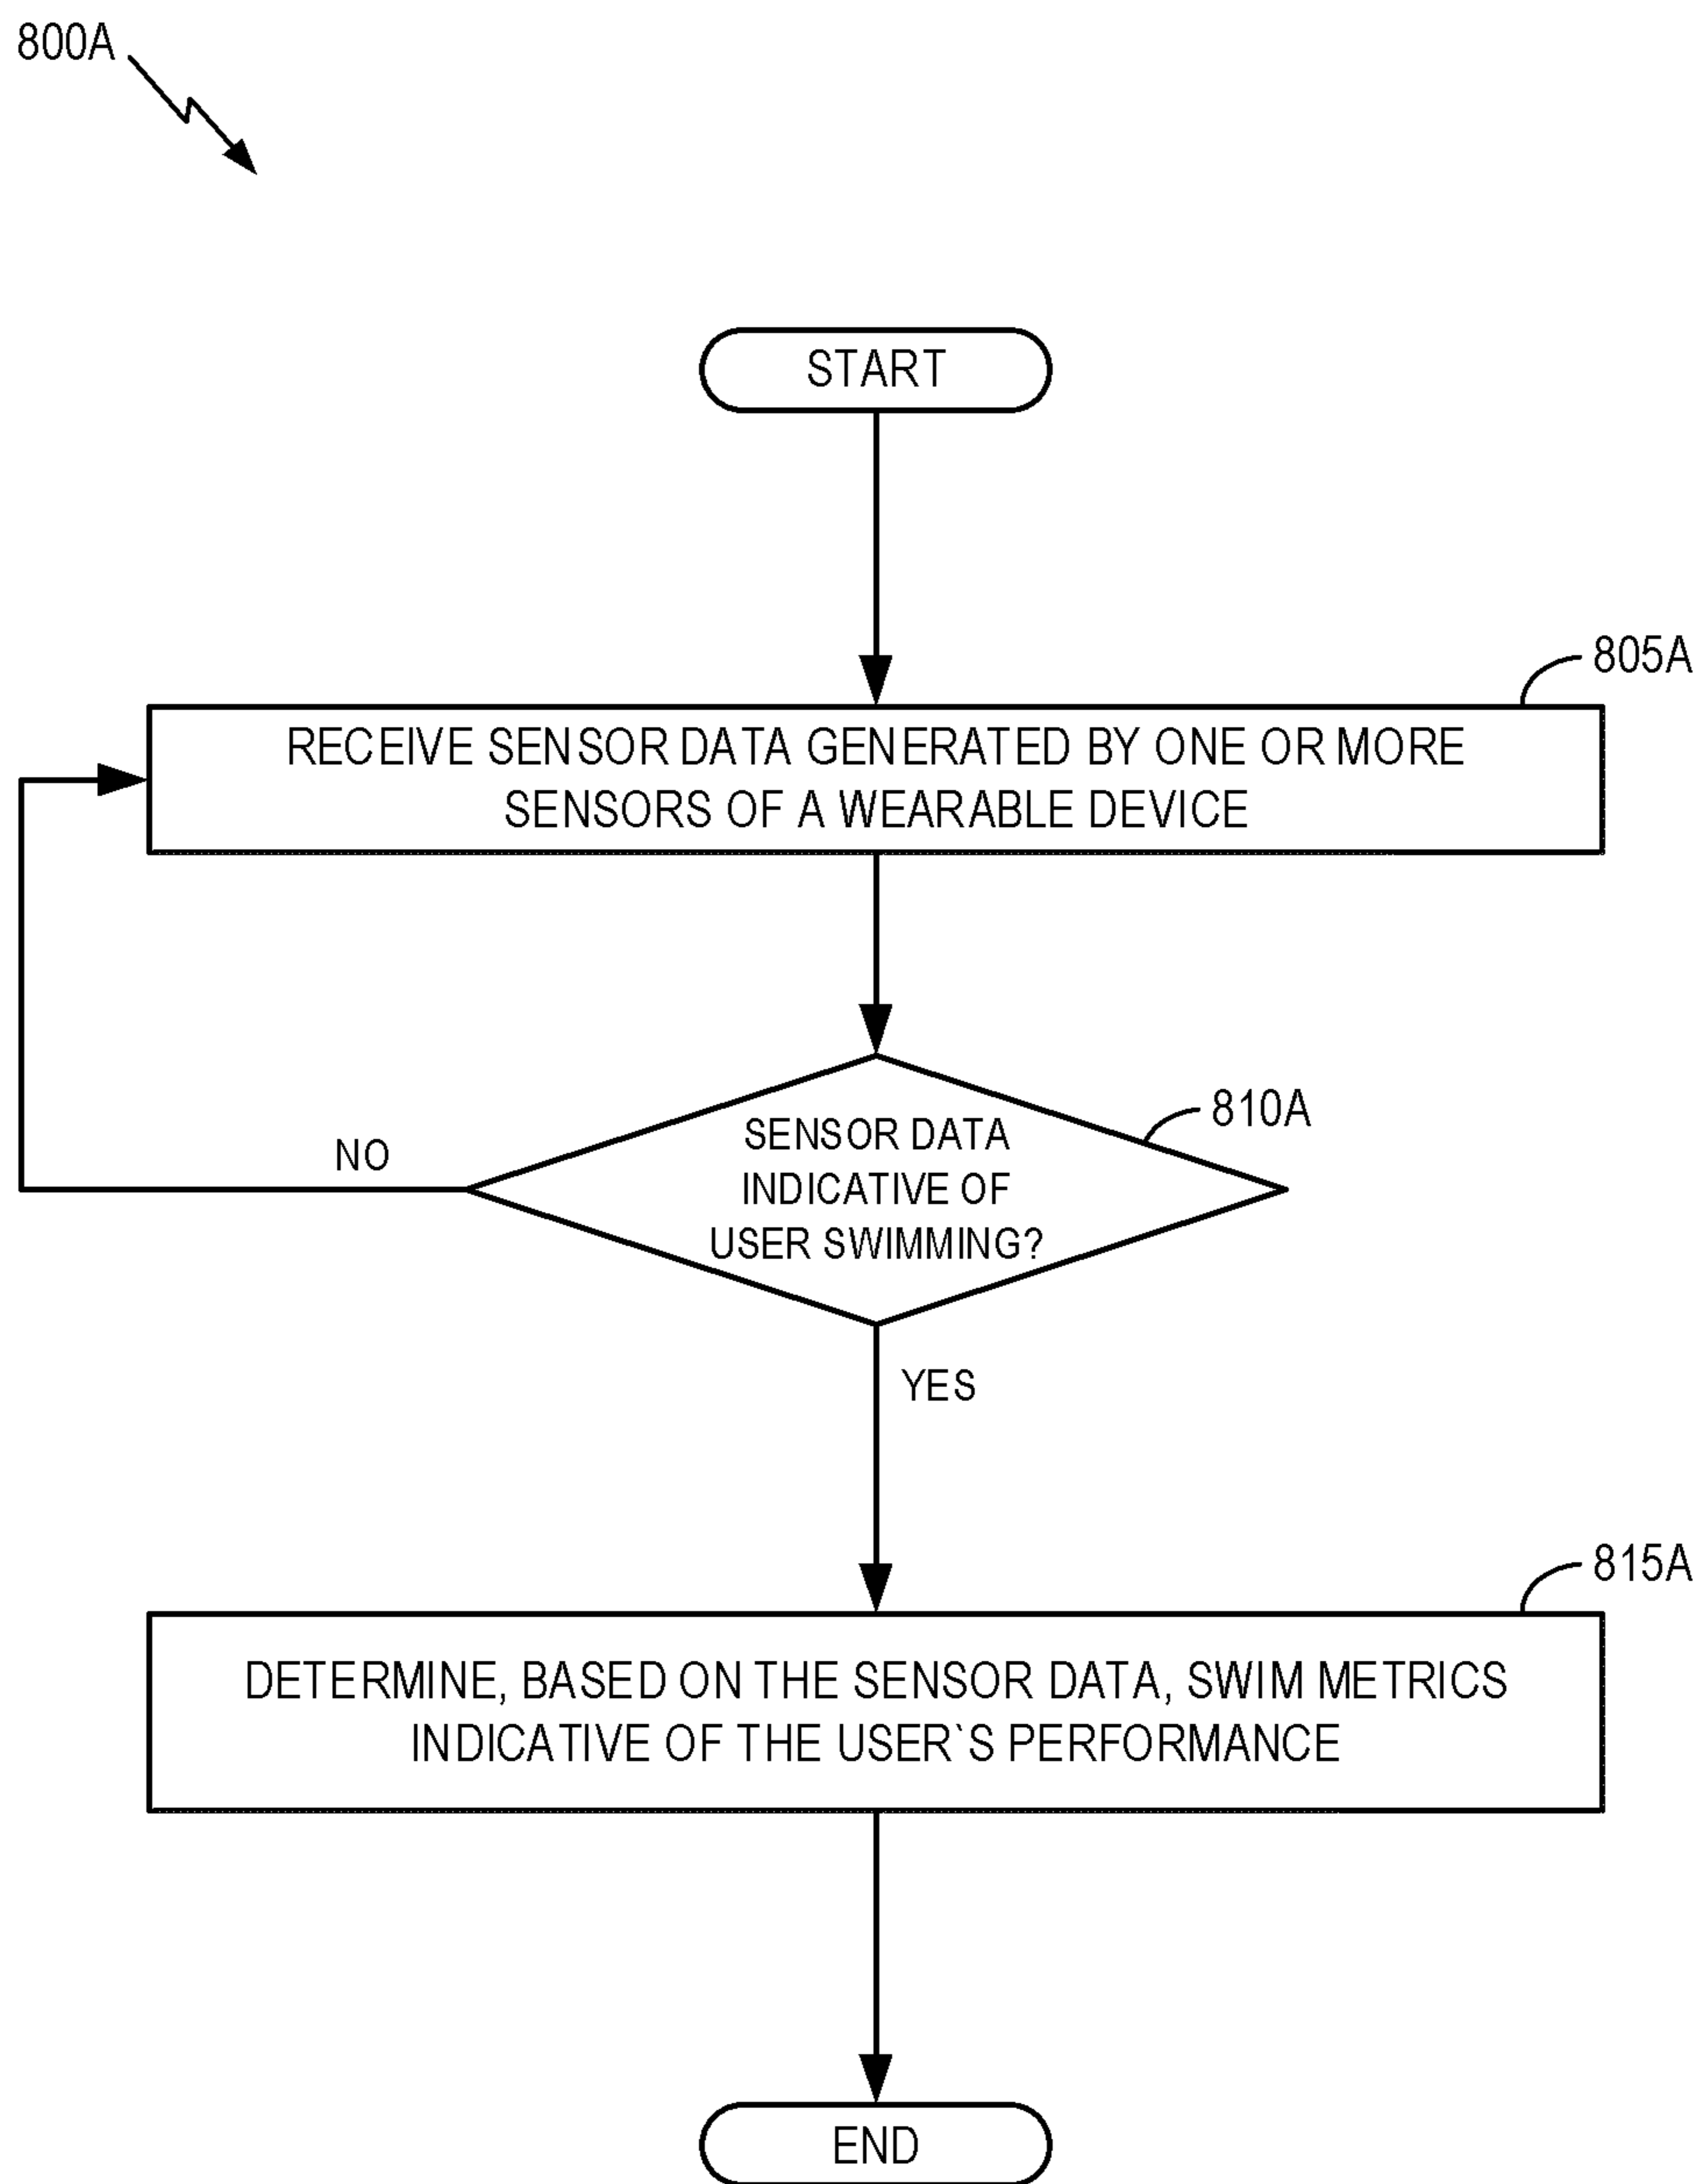 800A
START
805A
RECEIVE SENSOR DATA GENERATED BY ONE OR MORE
SENSORS OF A WEARABLE DEVICE
810A
SENSOR DATA
INDICATIVE OF
USER SWIMMING?
NO
YES
815A
DETERMINE, BASED ON THE SENSOR DATA, SWIM METRICS
INDICATIVE OF THE USER`S PERFORMANCE
END